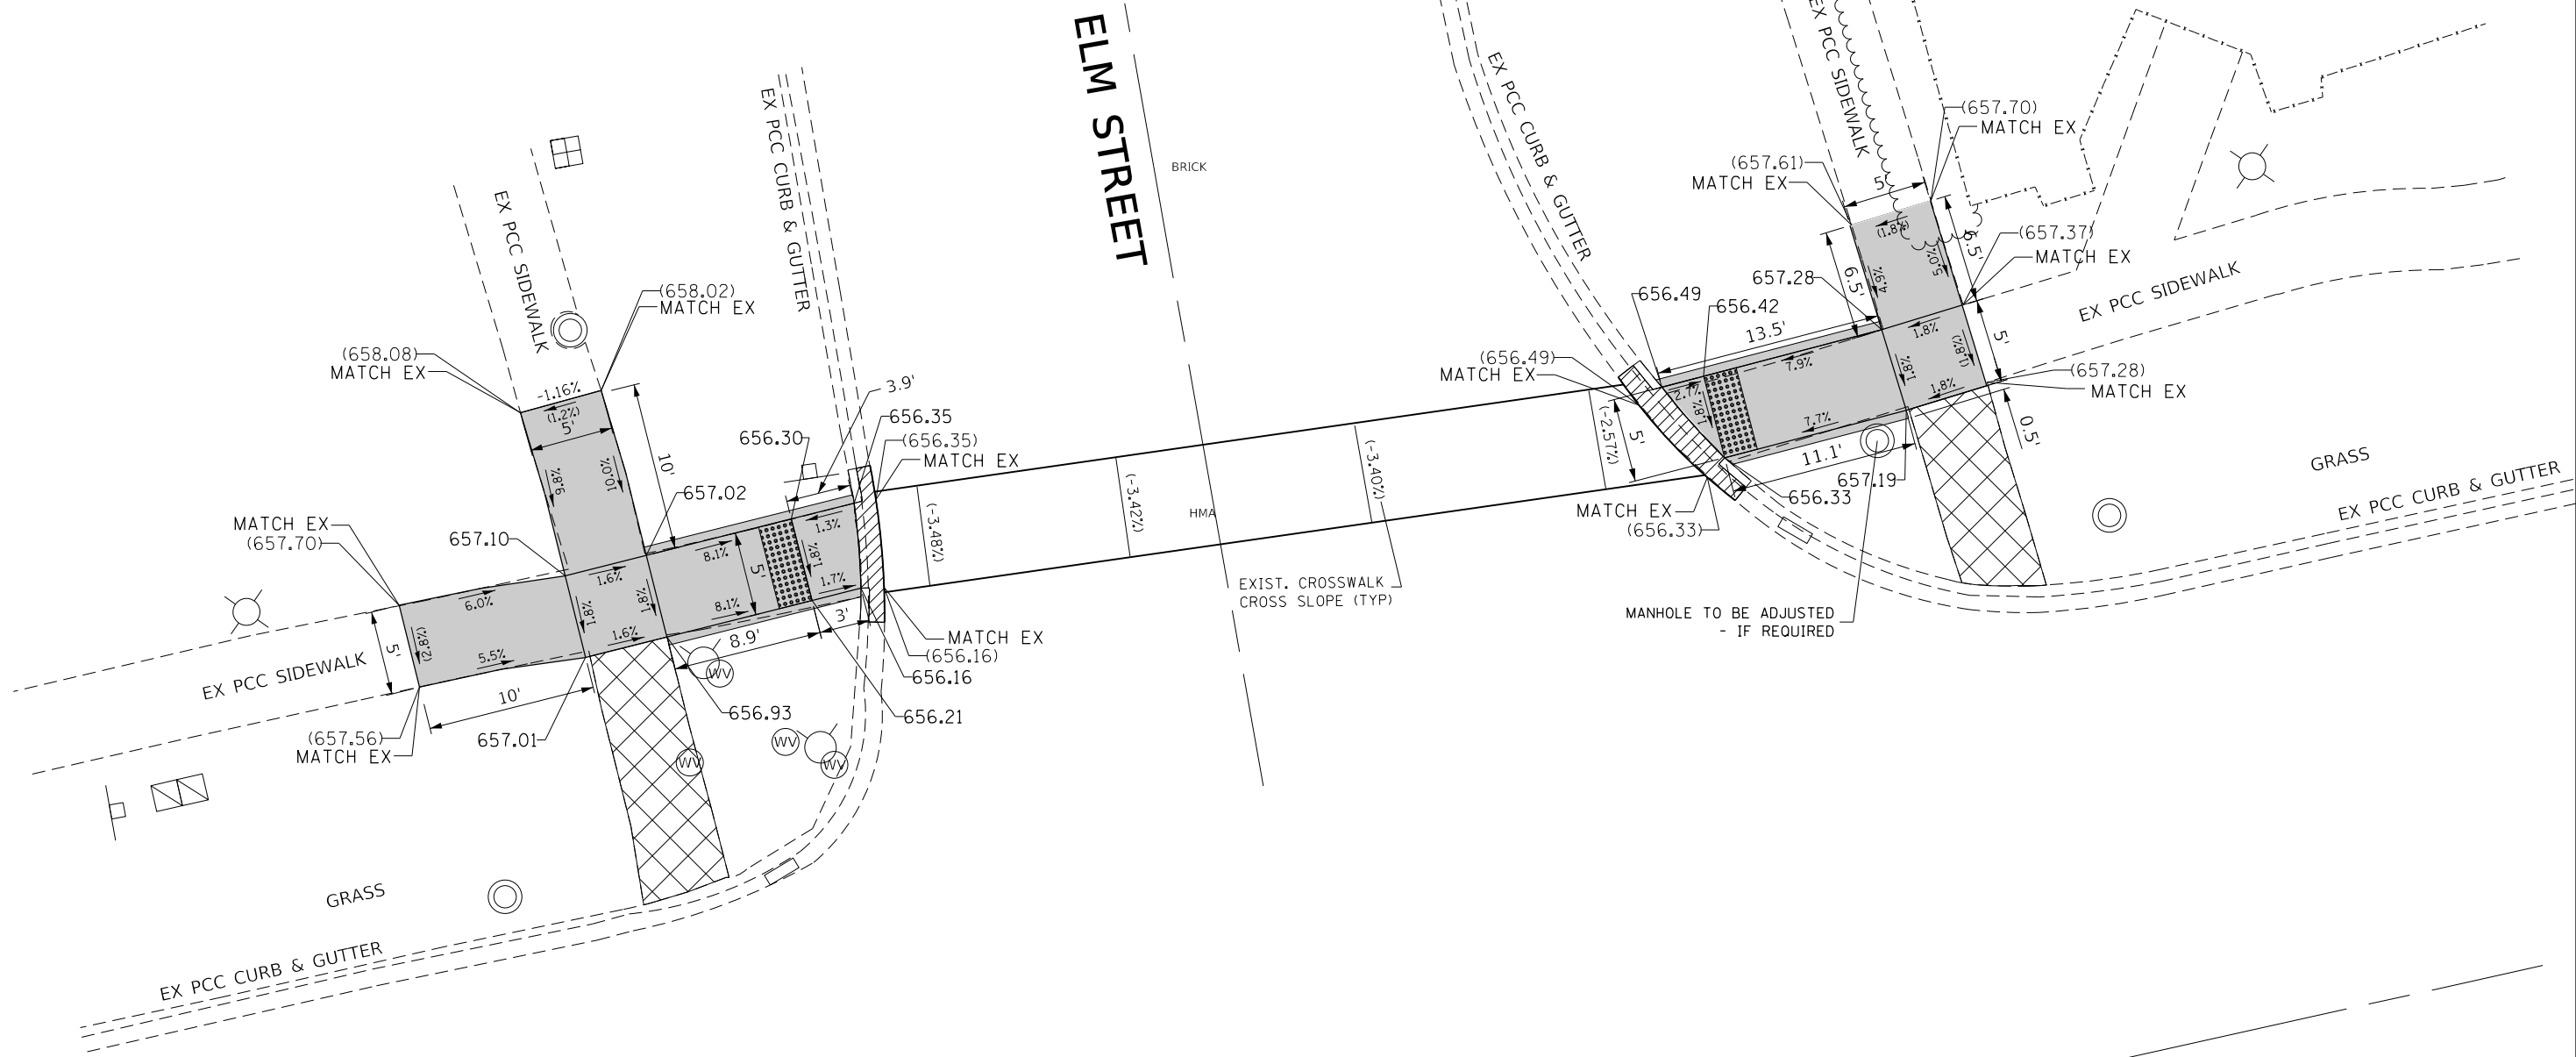 ELM STREET
BRICK
HMA
EX PCC SIDEWALK
EX PCC CURB & GUTTER
(658.02)
MATCH EX
(658.08)
MATCH EX
-1.16%
(1.2%)
5'
9.8%
10.0%
10'
3.9'
656.35
656.30
(656.35)
MATCH EX
657.02
MATCH EX
(657.70)
657.10
6.0%
1.6%
8.1%
1.3%
1.8%
5'
1.8%
1.8%
1.7%
(2.8%)
5'
5.5%
1.6%
8.1%
8.9'
3'
10'
EX PCC SIDEWALK
MATCH EX
(656.16)
656.16
656.21
656.93
657.01
(657.56)
MATCH EX
WV
WV
WV
WV
GRASS
EX PCC CURB & GUTTER
(-3.48%)
(-3.42%)
(-3.40%)
(-2.57%)
EXIST. CROSSWALK
CROSS SLOPE (TYP)
EX PCC CURB & GUTTER
EX PCC SIDEWALK
(657.70)
MATCH EX
(657.61)
MATCH EX
5'
(1.8%)
4.9%
5.0%
6.5'
6.5'
(657.37)
MATCH EX
657.28
656.49
656.42
13.5'
(656.49)
MATCH EX
5'
2.7%
1.8%
7.9%
7.7%
1.8%
1.8%
(1.8%)
1.8%
5'
(657.28)
MATCH EX
0.5'
11.1'
657.19
656.33
MATCH EX
(656.33)
MANHOLE TO BE ADJUSTED
- IF REQUIRED
EX PCC SIDEWALK
GRASS
EX PCC CURB & GUTTER